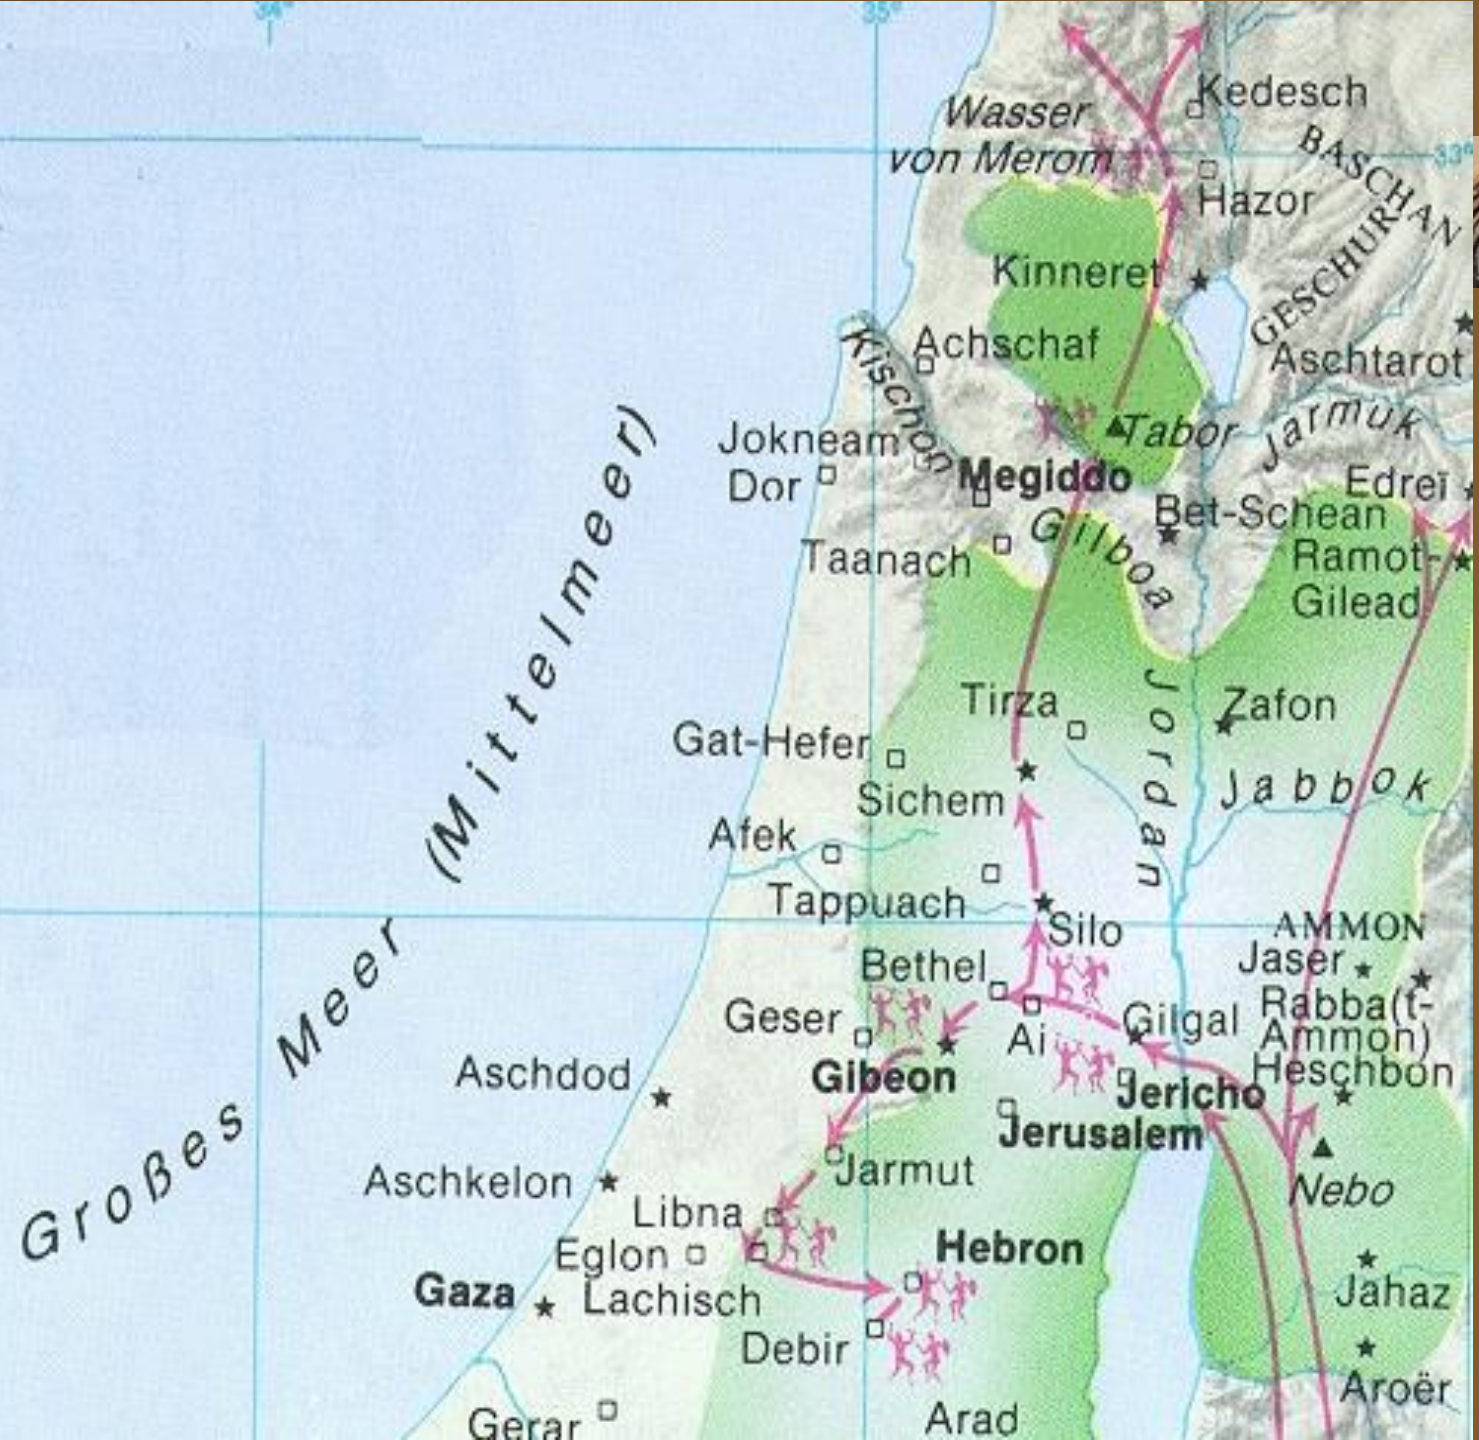 34°
35°
Kedesch
Wasser
von Merom
33°
BASCHAN
Hazor
GESCHUR
Kinneret
Achschaf
Kischon
Aschtarot
Jarmuk
Tabor
Jokneam
Dor
Megiddo
Edreï
Bet-Schean
Gilboa
Taanach
Ramot-
Gilead
Großes Meer (Mittelmeer)
Tirza
Zafon
Jordan
Gat-Hefer
Sichem
Jabbok
Afek
Tappuach
Silo
AMMON
Bethel
Jaser
Geser
Ai
Gilgal
Rabba(t-
Ammon)
Gibeon
Heschbon
Aschdod
Jericho
Jerusalem
Jarmut
Aschkelon
Nebo
Libna
Eglon
Hebron
Gaza
Lachisch
Jahaz
Debir
Aroër
Gerar
Arad